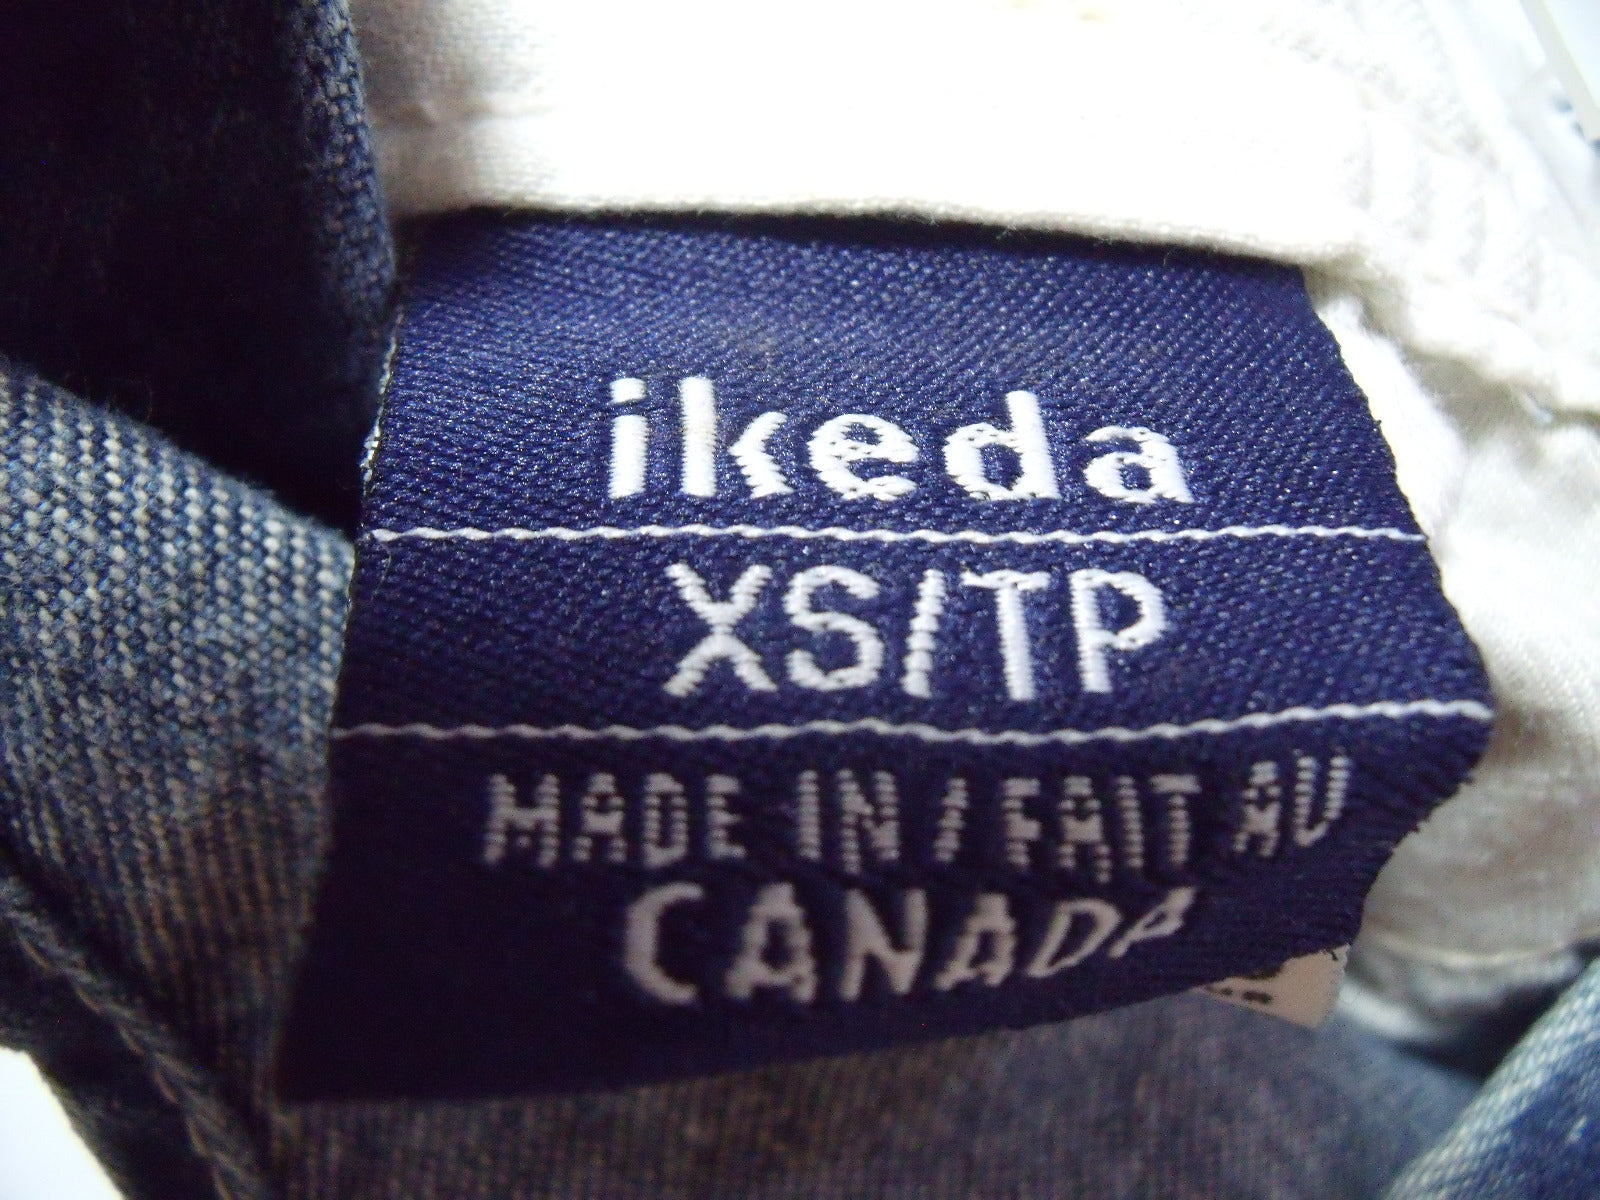 ikeda
XS/TP
MADE IN / FAIT AU
CANADA